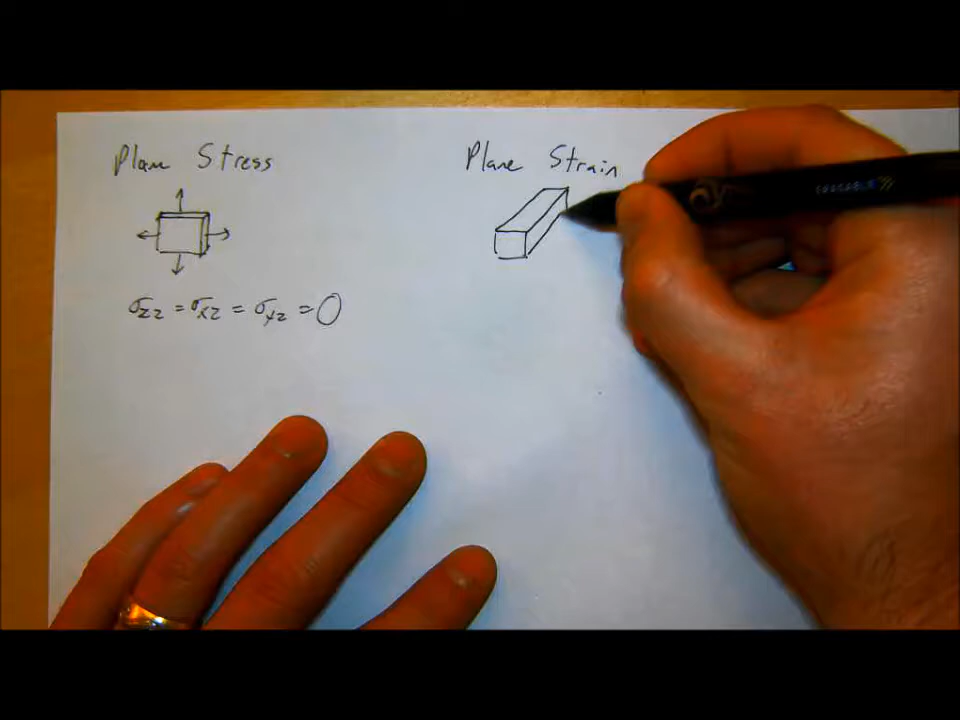 Plane Stress
Plane Strain
σzz = σxz = σyz = 0